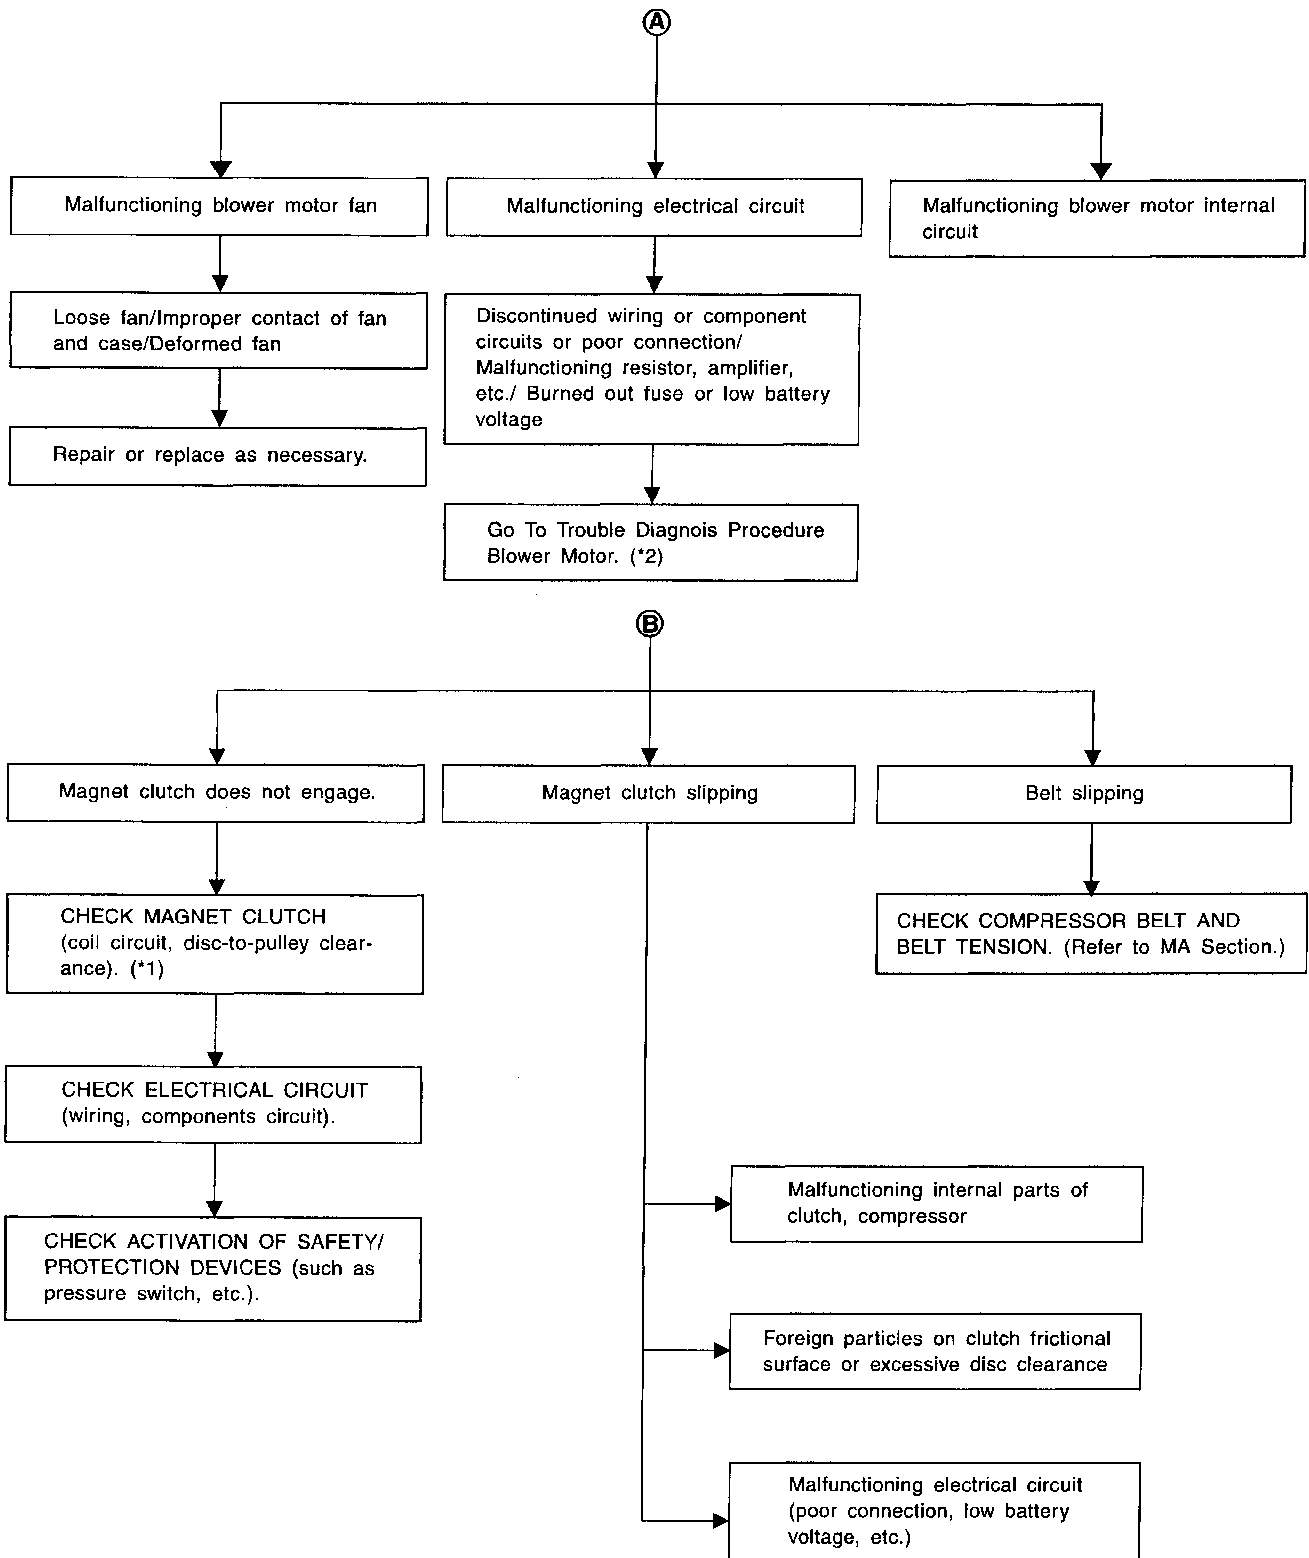 A
Malfunctioning blower motor fan
Malfunctioning electrical circuit
Malfunctioning blower motor internal
circuit
Loose fan/Improper contact of fan
and case/Deformed fan
Discontinued wiring or component
circuits or poor connection/
Malfunctioning resistor, amplifier,
etc./ Burned out fuse or low battery
voltage
Repair or replace as necessary.
Go To Trouble Diagnois Procedure
Blower Motor. (*2)
B
Magnet clutch does not engage.
Magnet clutch slipping
Belt slipping
CHECK MAGNET CLUTCH
(coil circuit, disc-to-pulley clear-
ance). (*1)
CHECK COMPRESSOR BELT AND
BELT TENSION. (Refer to MA Section.)
CHECK ELECTRICAL CIRCUIT
(wiring, components circuit).
CHECK ACTIVATION OF SAFETY/
PROTECTION DEVICES (such as
pressure switch, etc.).
Malfunctioning internal parts of
clutch, compressor
Foreign particles on clutch frictional
surface or excessive disc clearance
Malfunctioning electrical circuit
(poor connection, low battery
voltage, etc.)